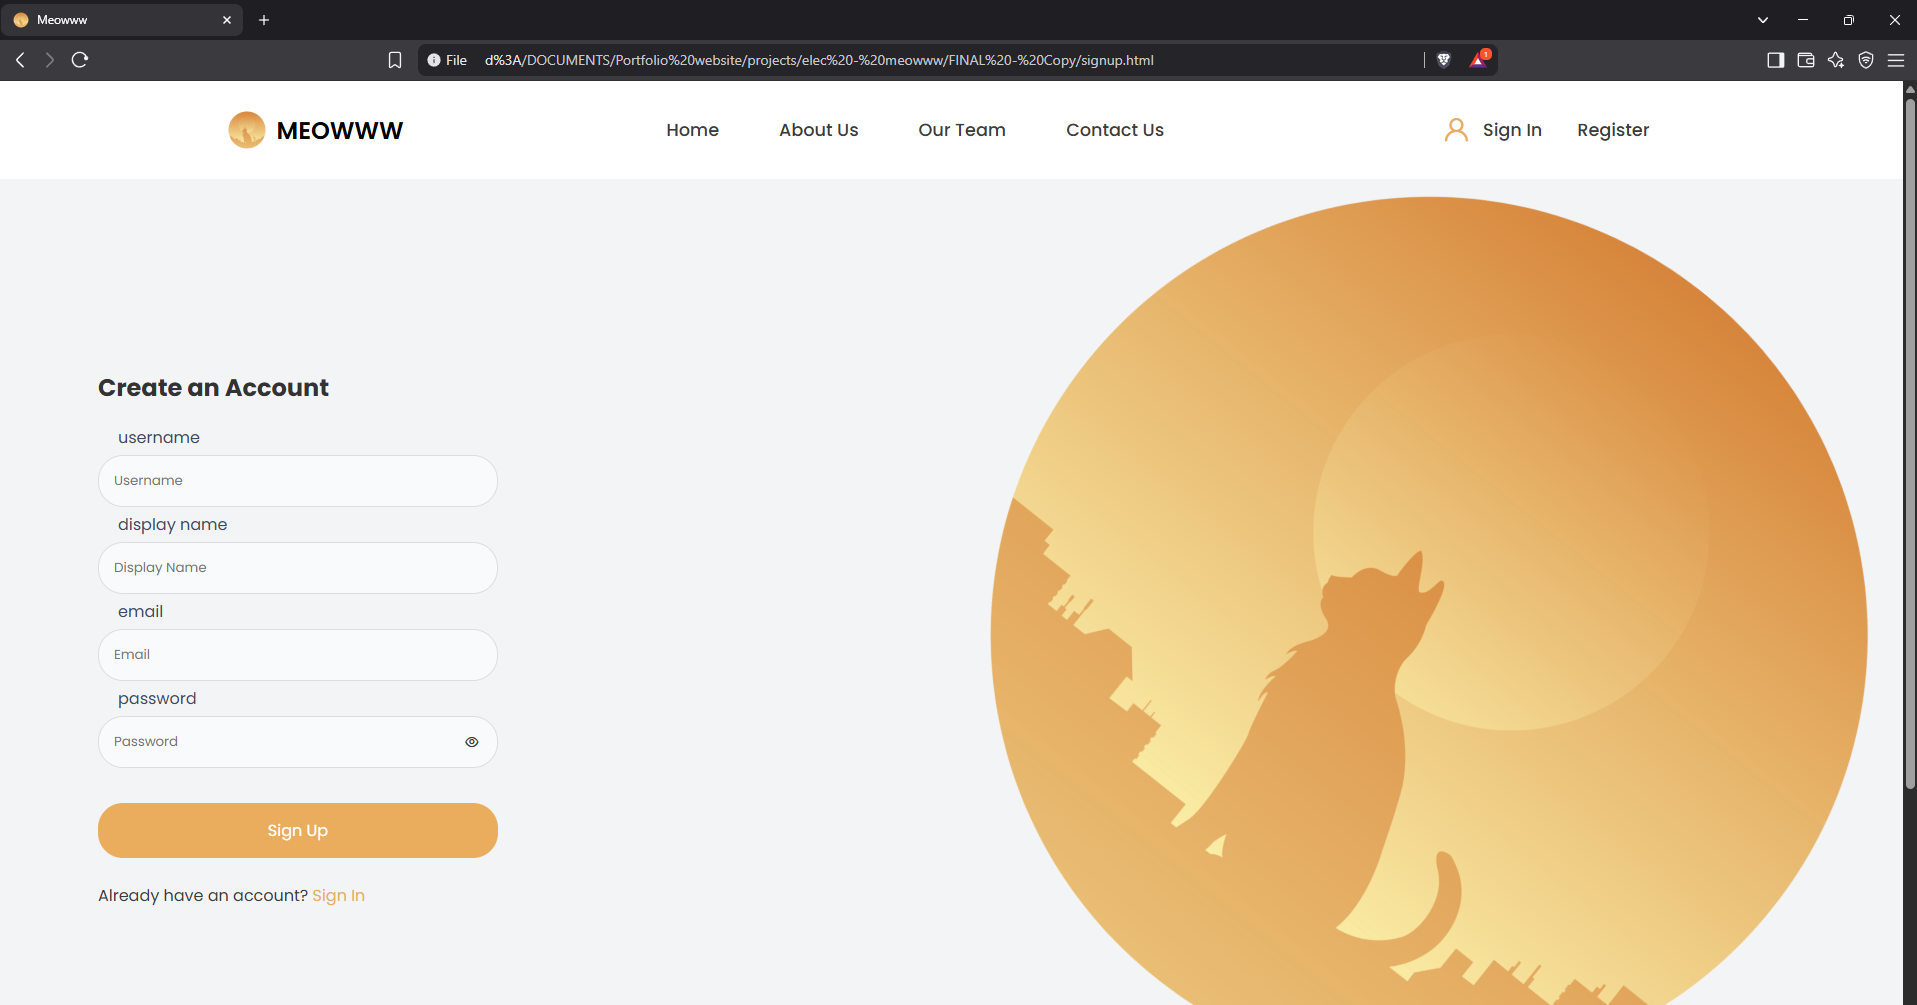 Meowww
File d%3A/DOCUMENTS/Portfolio%20website/projects/elec%20-%20meowww/FINAL%20-%20Copy/signup.html
1
MEOWWW
Home
About Us
Our Team
Contact Us
Sign In
Register
Create an Account
username
Username
display name
Display Name
email
Email
password
Password
Sign Up
Already have an account? Sign In